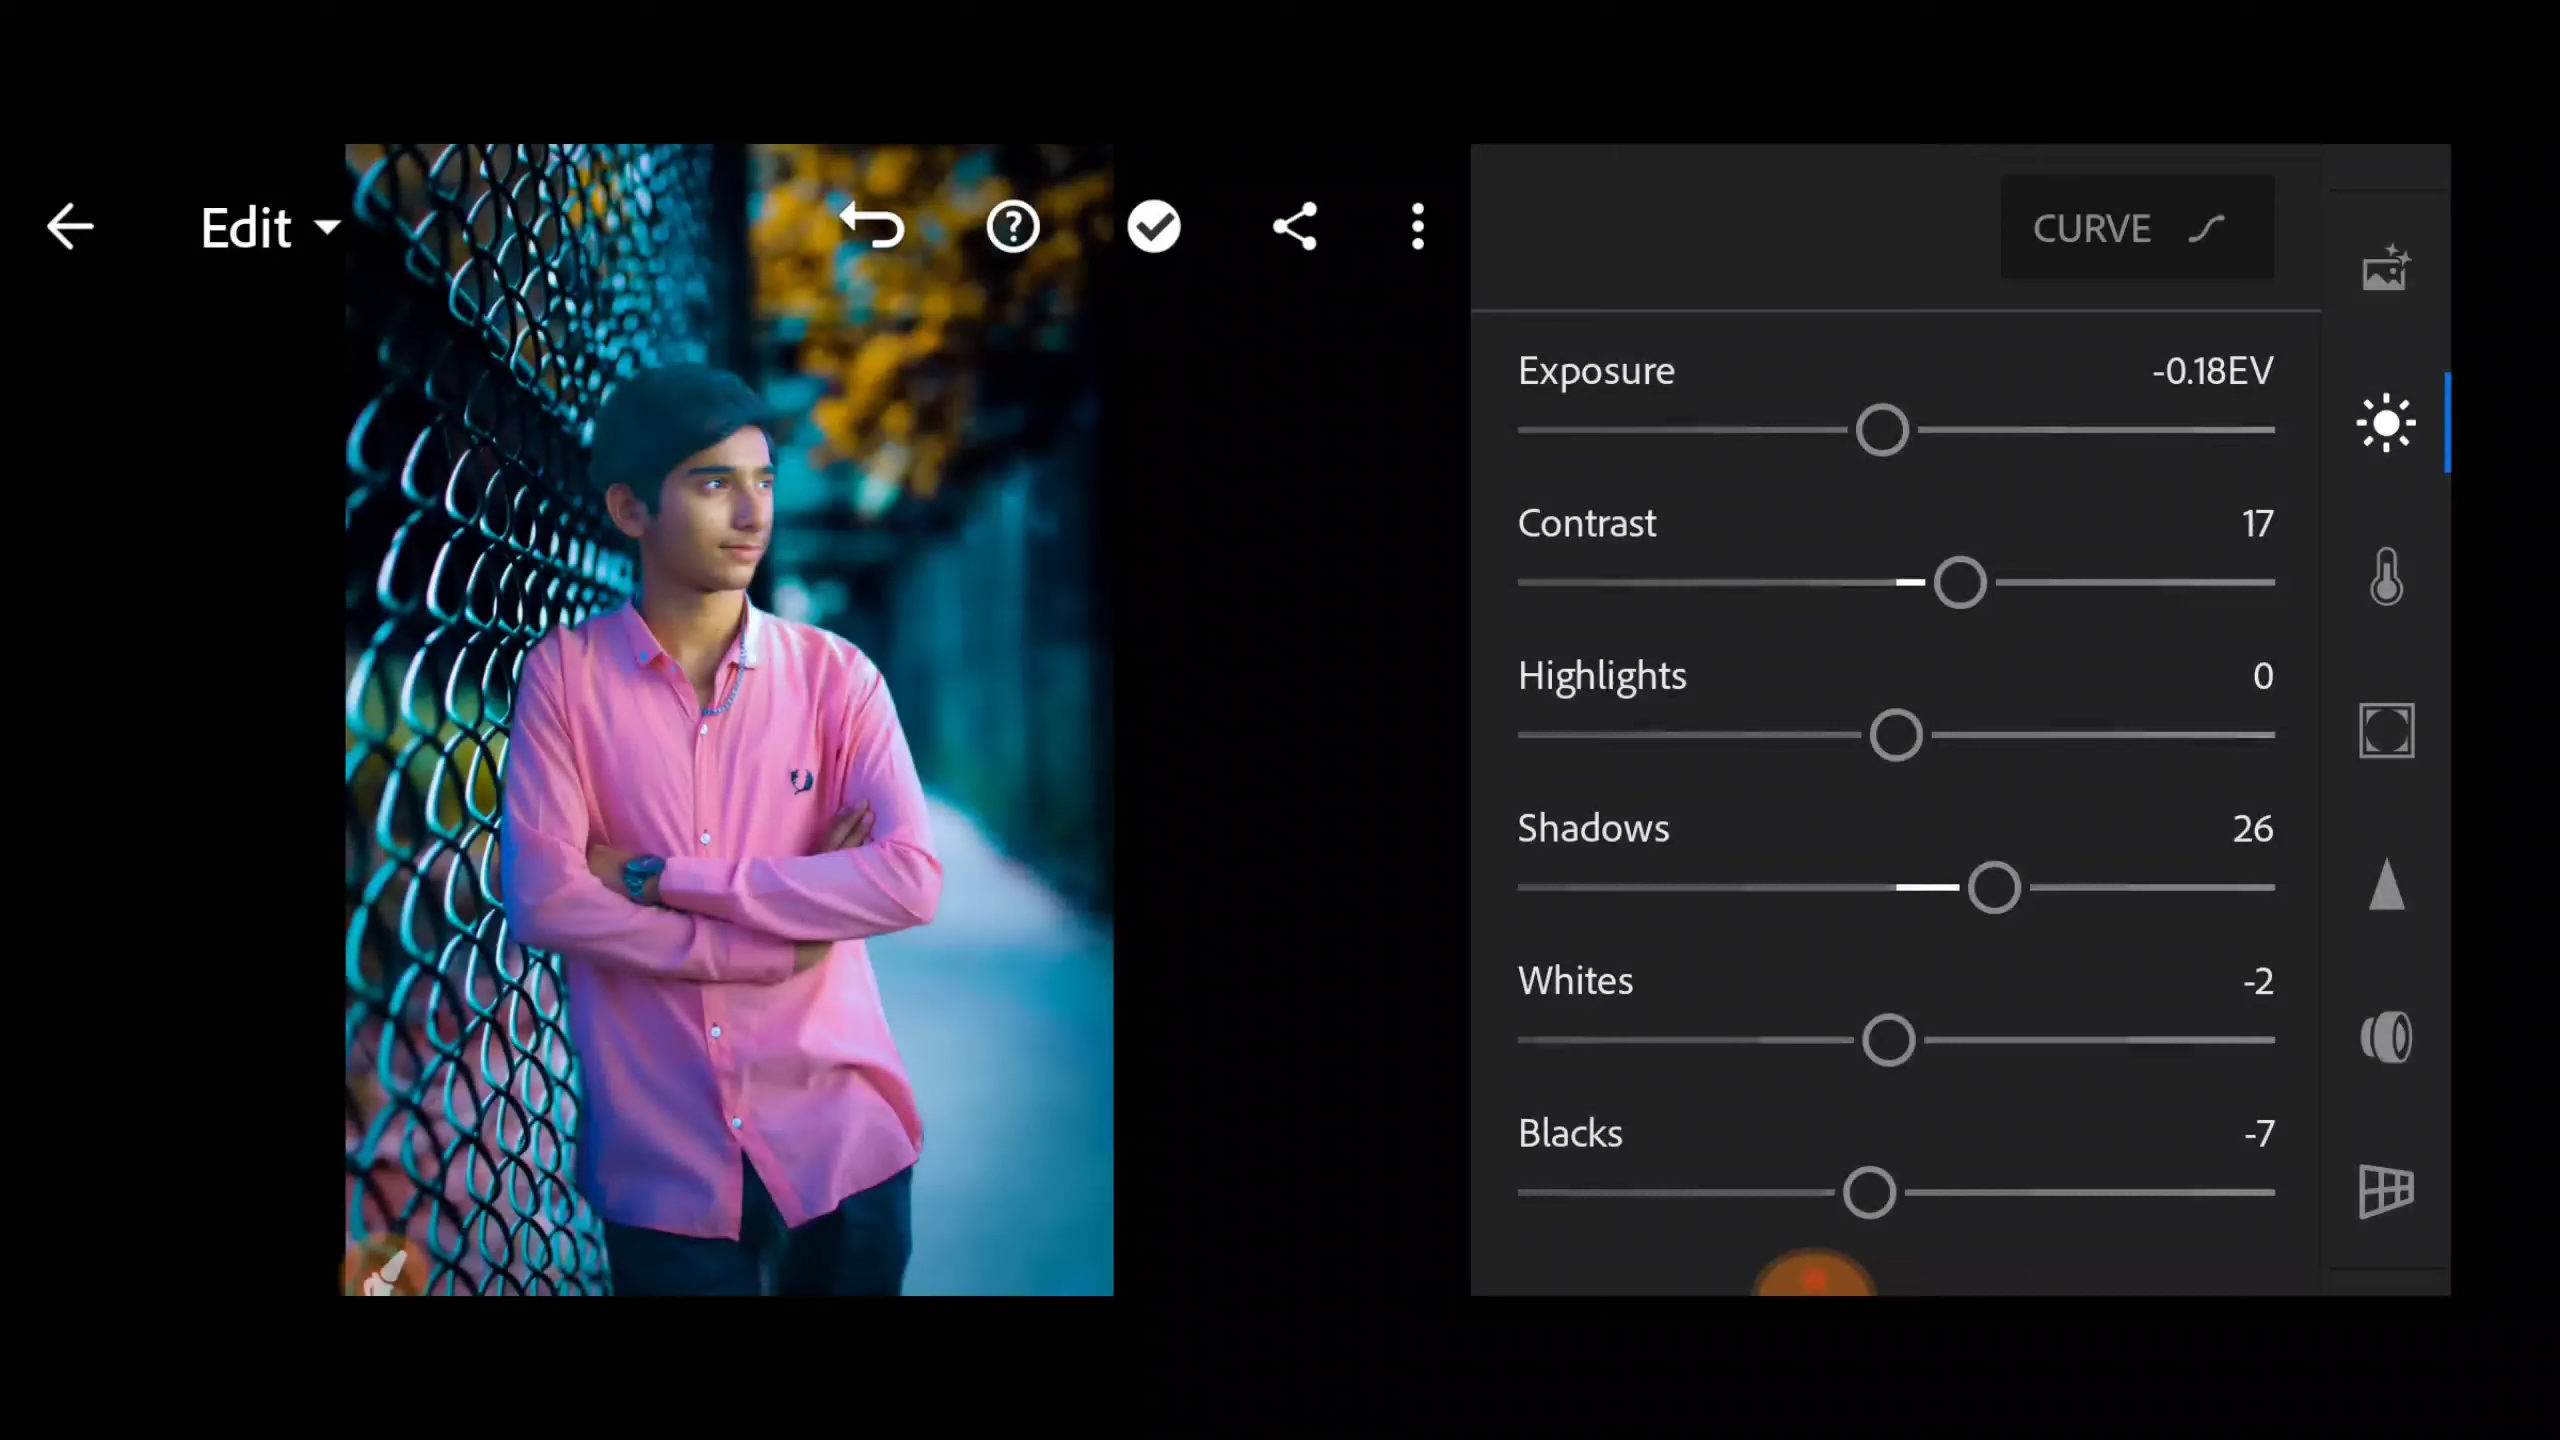 Edit
CURVE
Exposure -0.18EV
Contrast 17
Highlights 0
Shadows 26
Whites -2
Blacks -7